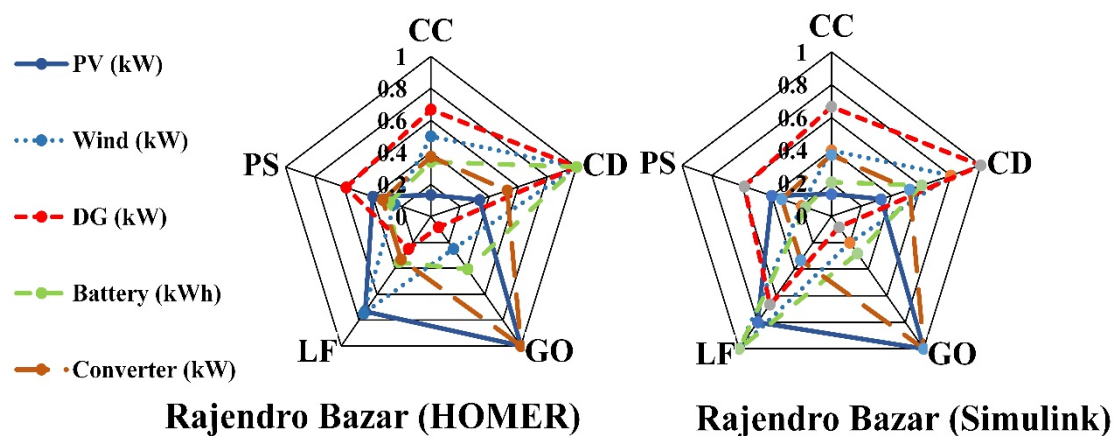 PV (kW)
Wind (kW)
DG (kW)
Battery (kWh)
Converter (kW)
CC
1
0.8
0.6
0.4
0.2
0
PS
CD
LF
GO
Rajendro Bazar (HOMER)
CC
1
0.8
0.6
0.4
0.2
0
PS
CD
LF
GO
Rajendro Bazar (Simulink)